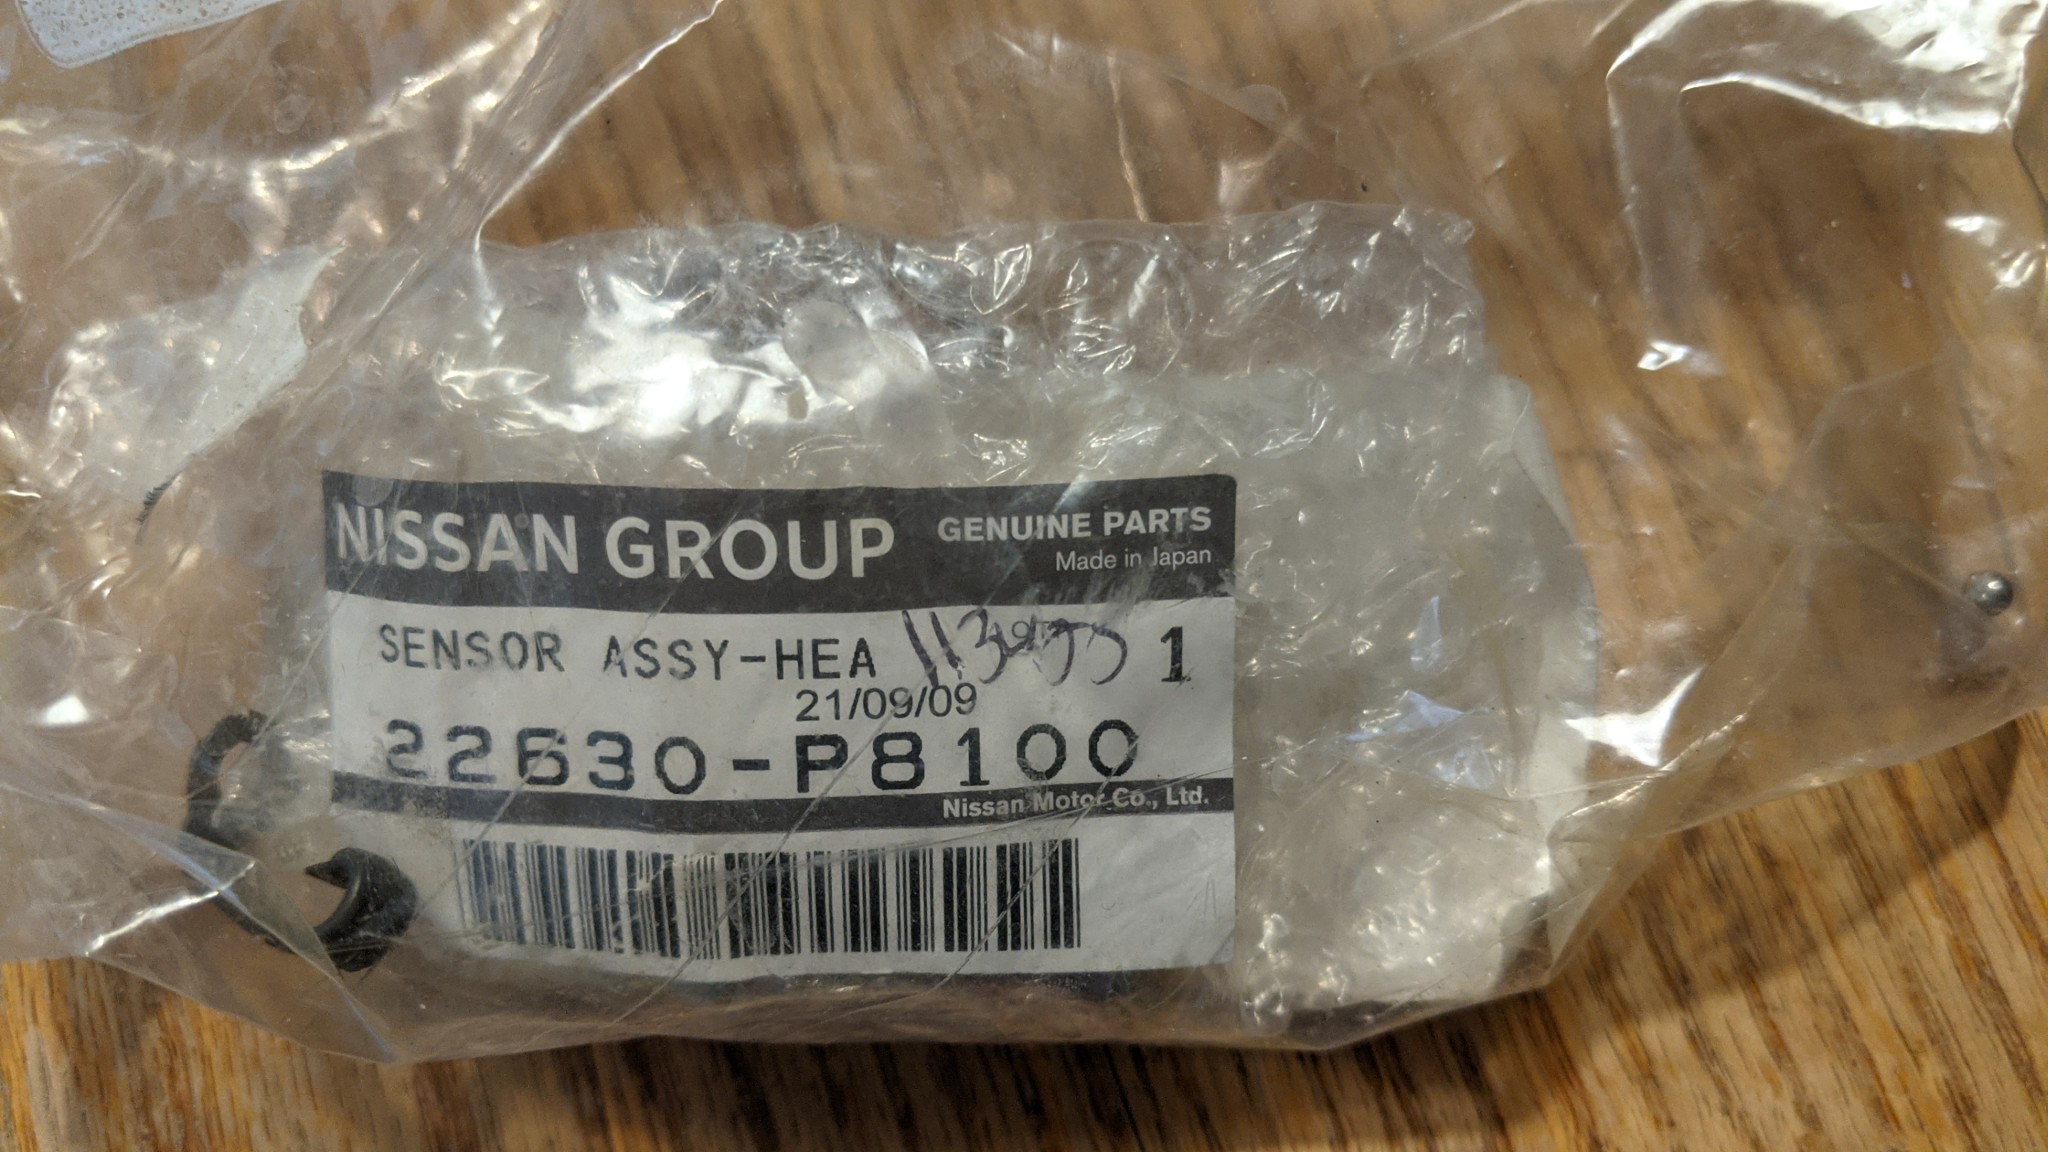 NISSAN GROUP GENUINE PARTS
Made in Japan
SENSOR ASSY-HEA 1
21/09/09
22630-P8100
Nissan Motor Co., Ltd.